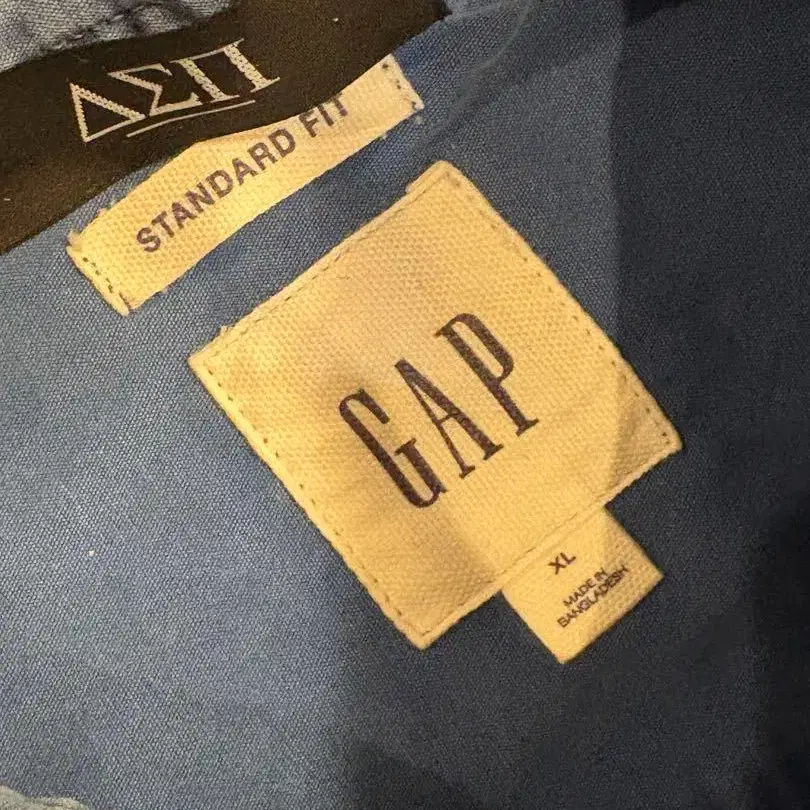 ΔΣΠ
STANDARD FIT
GAP
XL
MADE IN
BANGLADESH